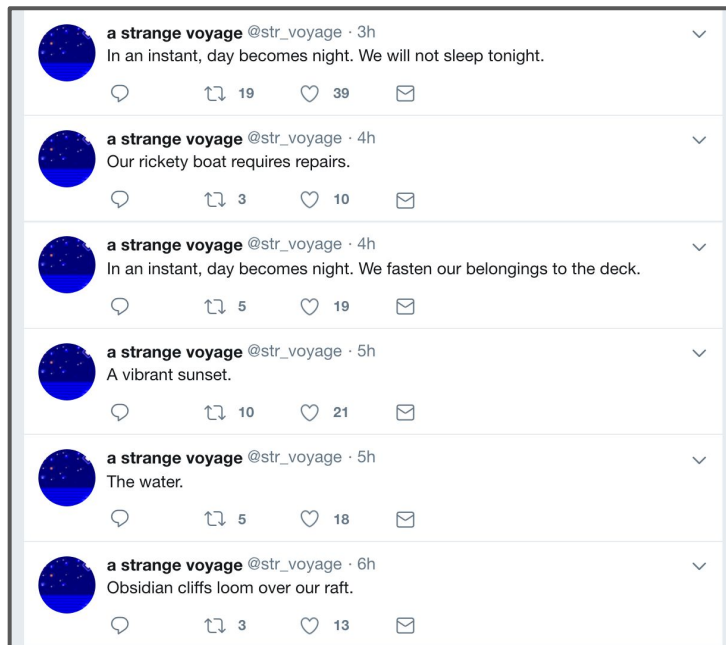 a strange voyage @str_voyage · 3h
In an instant, day becomes night. We will not sleep tonight.
19 39
a strange voyage @str_voyage · 4h
Our rickety boat requires repairs.
3 10
a strange voyage @str_voyage · 4h
In an instant, day becomes night. We fasten our belongings to the deck.
5 19
a strange voyage @str_voyage · 5h
A vibrant sunset.
10 21
a strange voyage @str_voyage · 5h
The water.
5 18
a strange voyage @str_voyage · 6h
Obsidian cliffs loom over our raft.
3 13